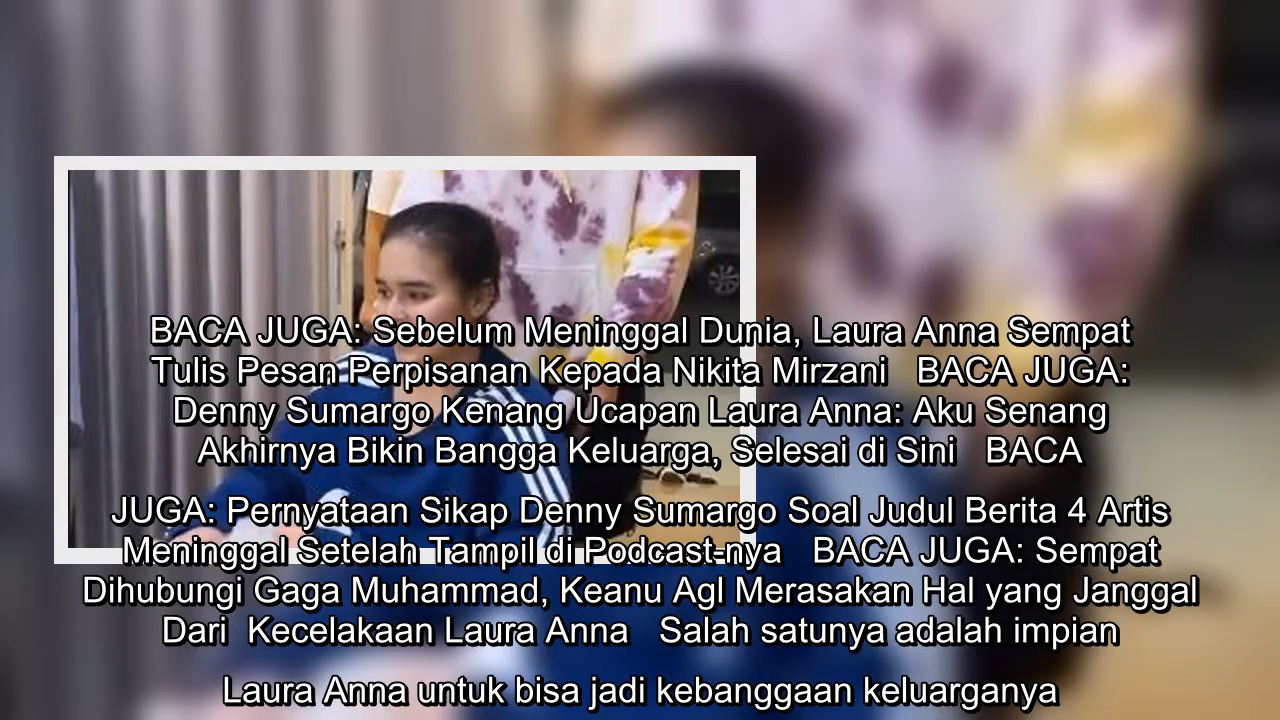 BACA JUGA: Sebelum Meninggal Dunia, Laura Anna Sempat
Tulis Pesan Perpisanan Kepada Nikita Mirzani   BACA JUGA:
Denny Sumargo Kenang Ucapan Laura Anna: Aku Senang
Akhirnya Bikin Bangga Keluarga, Selesai di Sini   BACA
JUGA: Pernyataan Sikap Denny Sumargo Soal Judul Berita 4 Artis
Meninggal Setelah Tampil di Podcast-nya   BACA JUGA: Sempat
Dihubungi Gaga Muhammad, Keanu Agl Merasakan Hal yang Janggal
Dari  Kecelakaan Laura Anna   Salah satunya adalah impian
Laura Anna untuk bisa jadi kebanggaan keluarganya